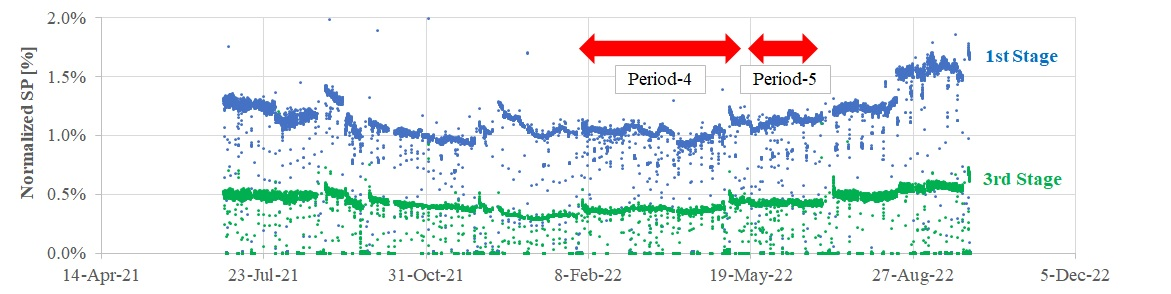 2.0%
1.5%
1.0%
0.5%
0.0%
Normalized SP [%]
Period-4
Period-5
1st Stage
3rd Stage
14-Apr-21
23-Jul-21
31-Oct-21
8-Feb-22
19-May-22
27-Aug-22
5-Dec-22